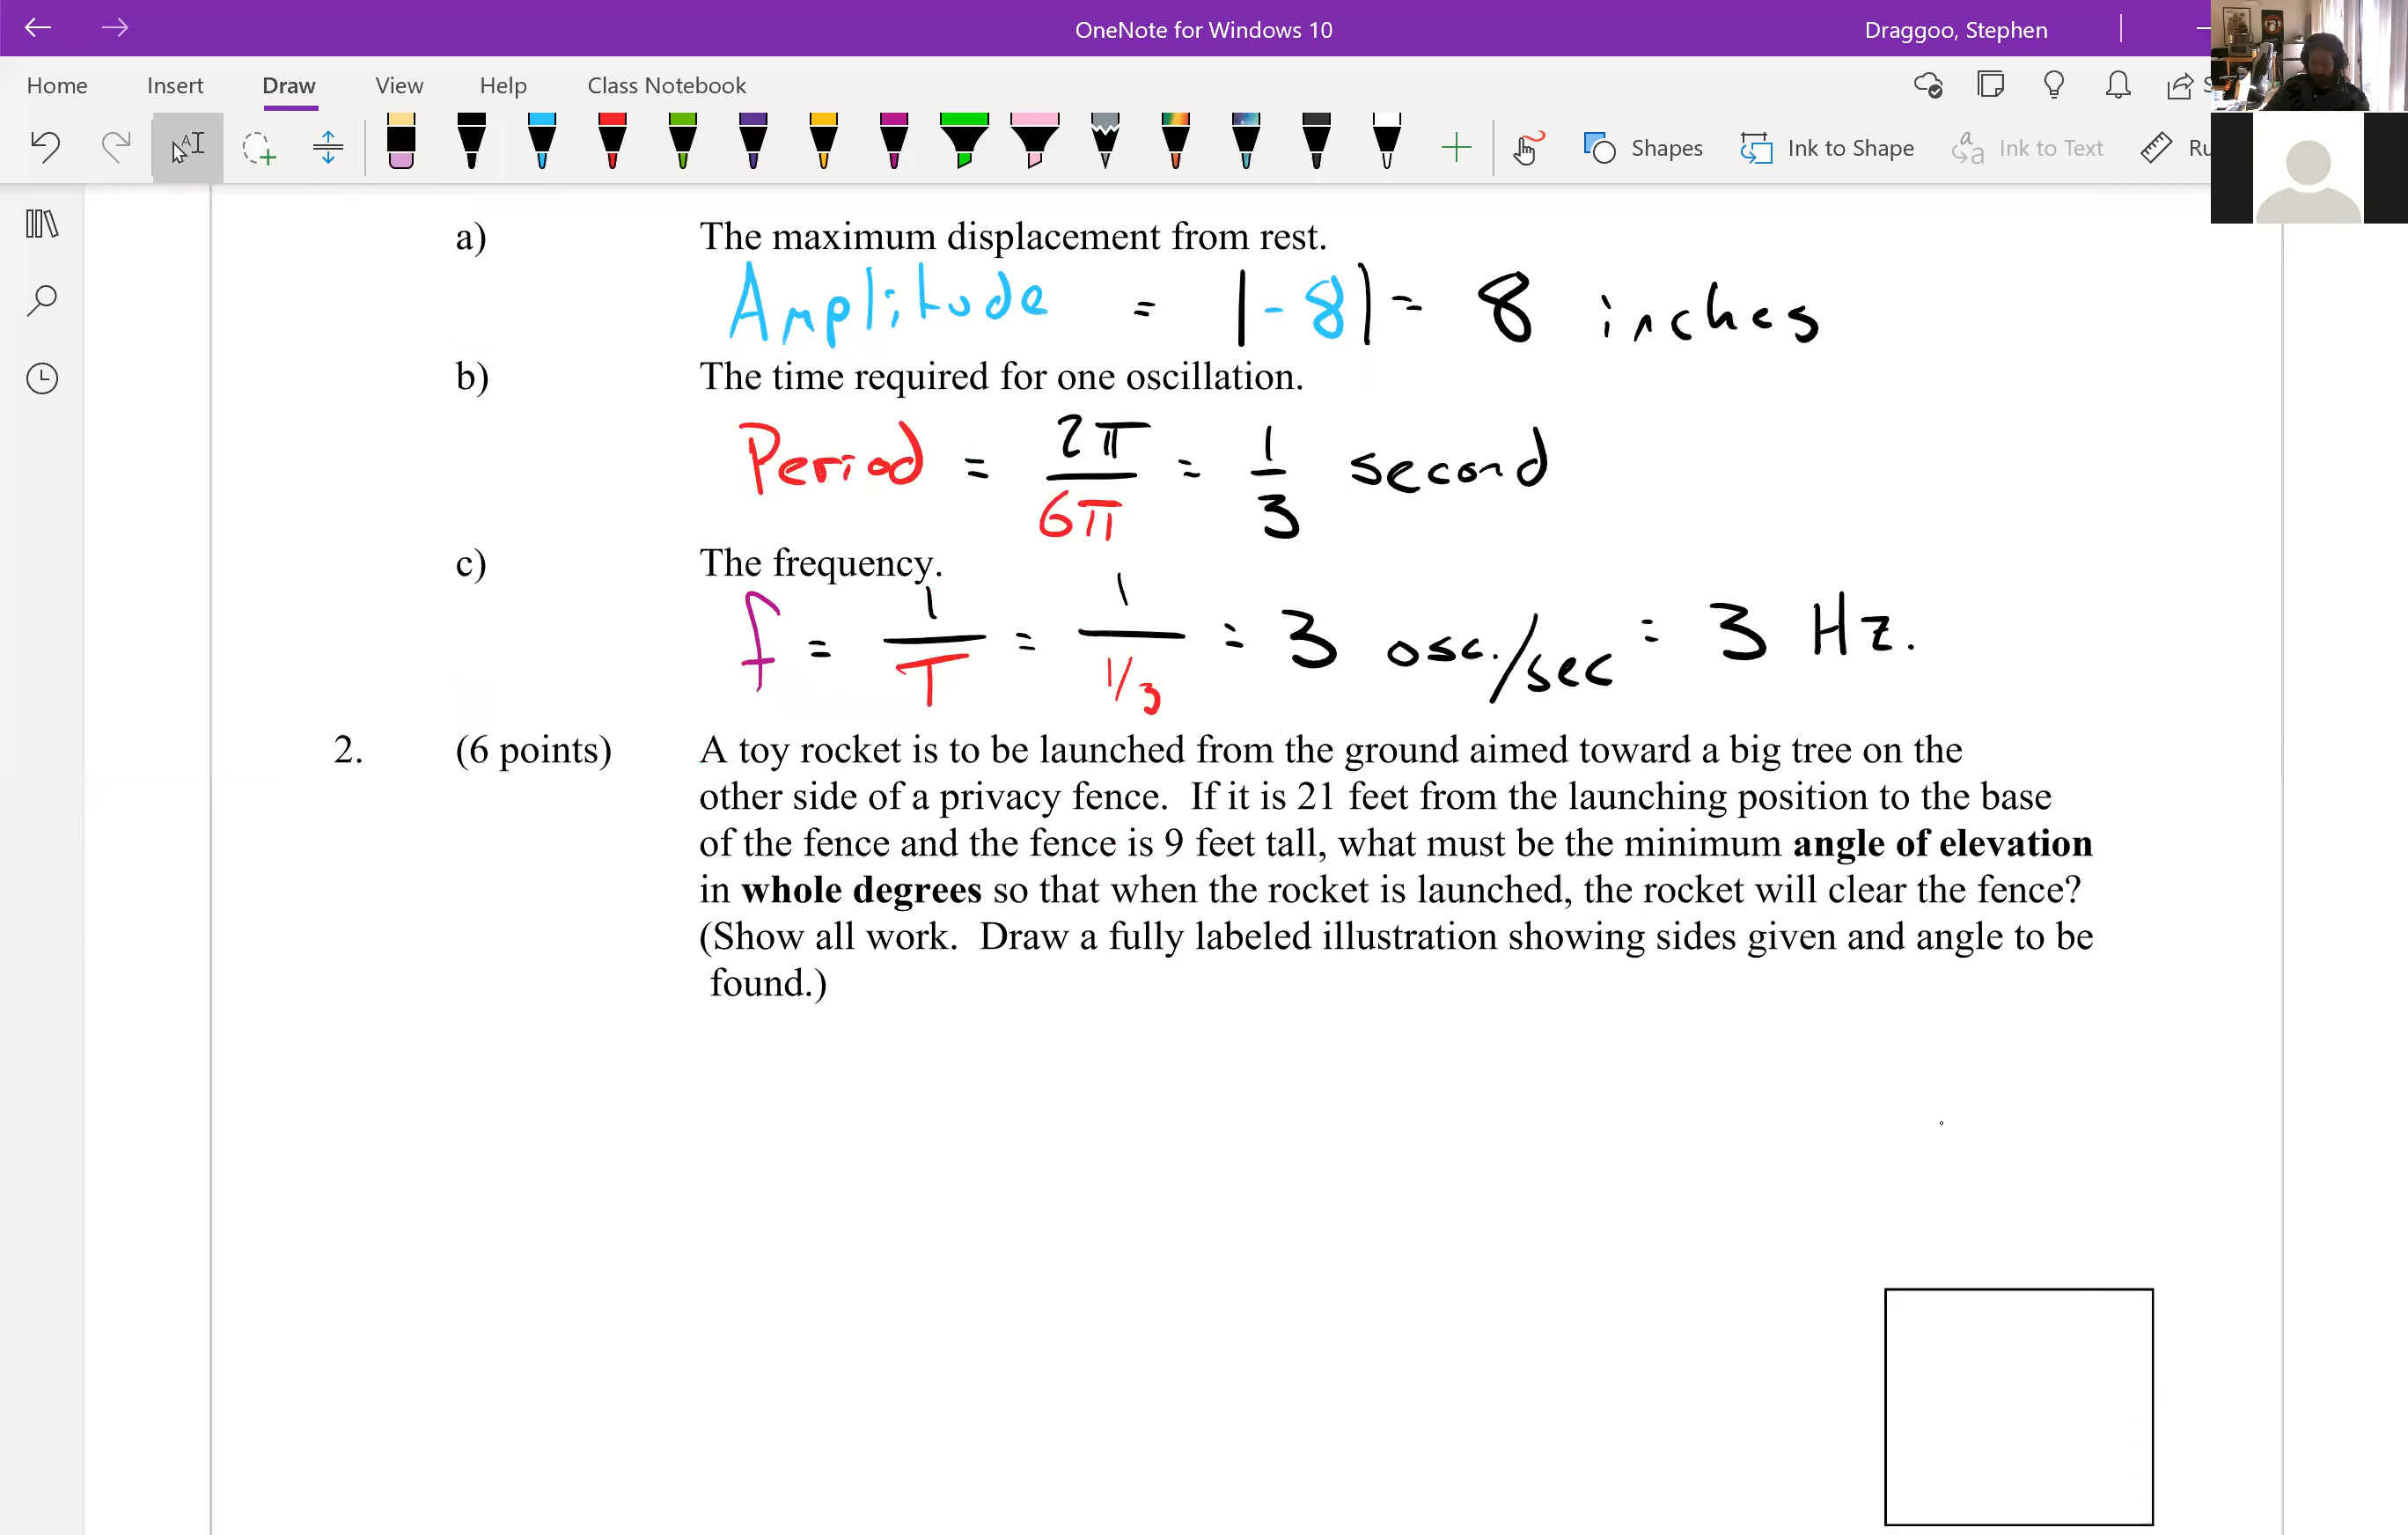 OneNote for Windows 10
Draggoo, Stephen
Home Insert Draw View Help Class Notebook
Shapes Ink to Shape Ink to Text
a) The maximum displacement from rest.
Amplitude = |-8| = 8 inches
b) The time required for one oscillation.
Period = 2π/6π = 1/3 second
c) The frequency.
f = 1/T = 1/1/3 = 3 osc./sec = 3 Hz.
2. (6 points) A toy rocket is to be launched from the ground aimed toward a big tree on the
other side of a privacy fence. If it is 21 feet from the launching position to the base
of the fence and the fence is 9 feet tall, what must be the minimum angle of elevation
in whole degrees so that when the rocket is launched, the rocket will clear the fence?
(Show all work. Draw a fully labeled illustration showing sides given and angle to be
found.)